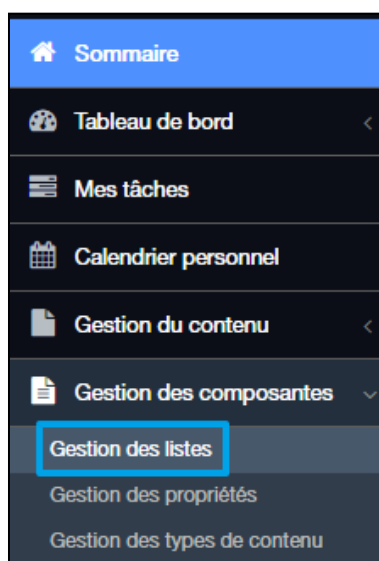 Sommaire
Tableau de bord
Mes tâches
Calendrier personnel
Gestion du contenu
Gestion des composantes
Gestion des listes
Gestion des propriétés
Gestion des types de contenu